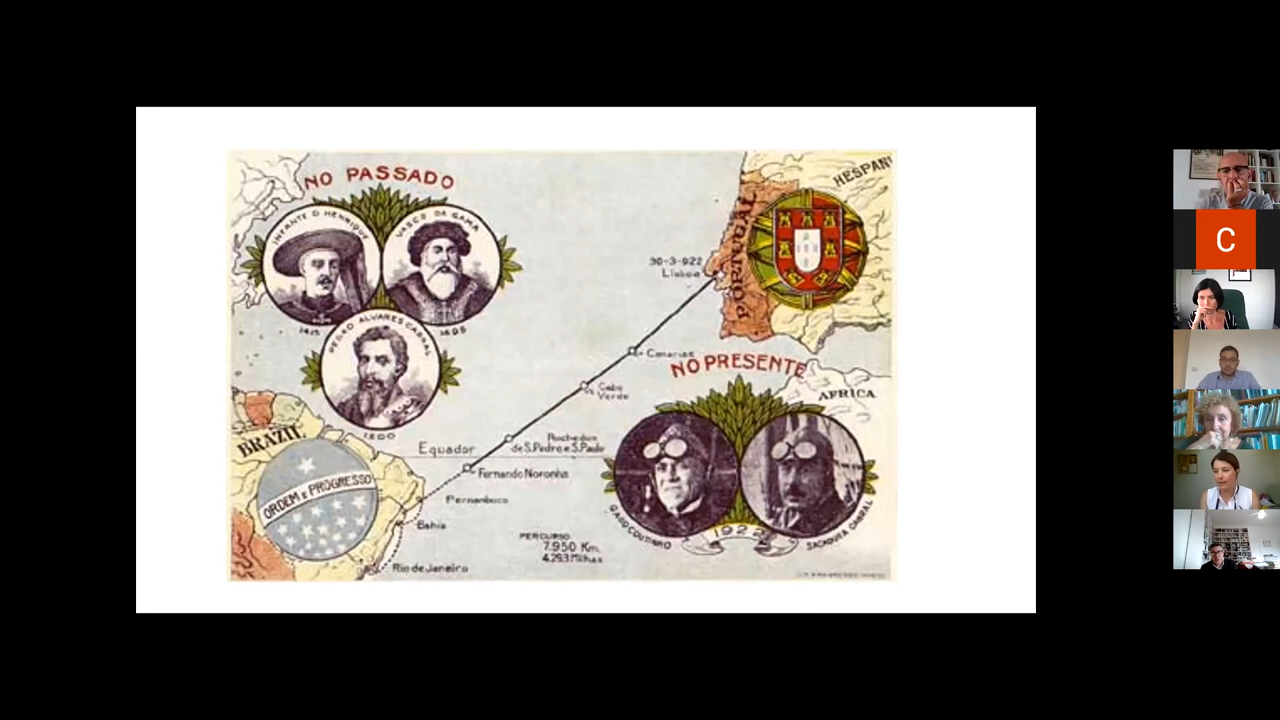 NO PASSADO
INFANTE D HENRIQUE
VASCO DA GAMA
1415
1498
PEDRO ALVARES CABRAL
1500
HESPAN
PORTUGAL
30-3-922
Lisboa
Canarias
NO PRESENTE
Cabo
Verde
AFRICA
BRAZIL
Equador
Rochedos
de S. Pedro e S. Paulo
Fernando Noronha
ORDEM E PROGRESSO
Pernambuco
Bahia
PERCURSO
7.950 Km.
4.293 Milhas
Rio de Janeiro
GAGO COUTINHO
1922
SACADURA CABRAL
C